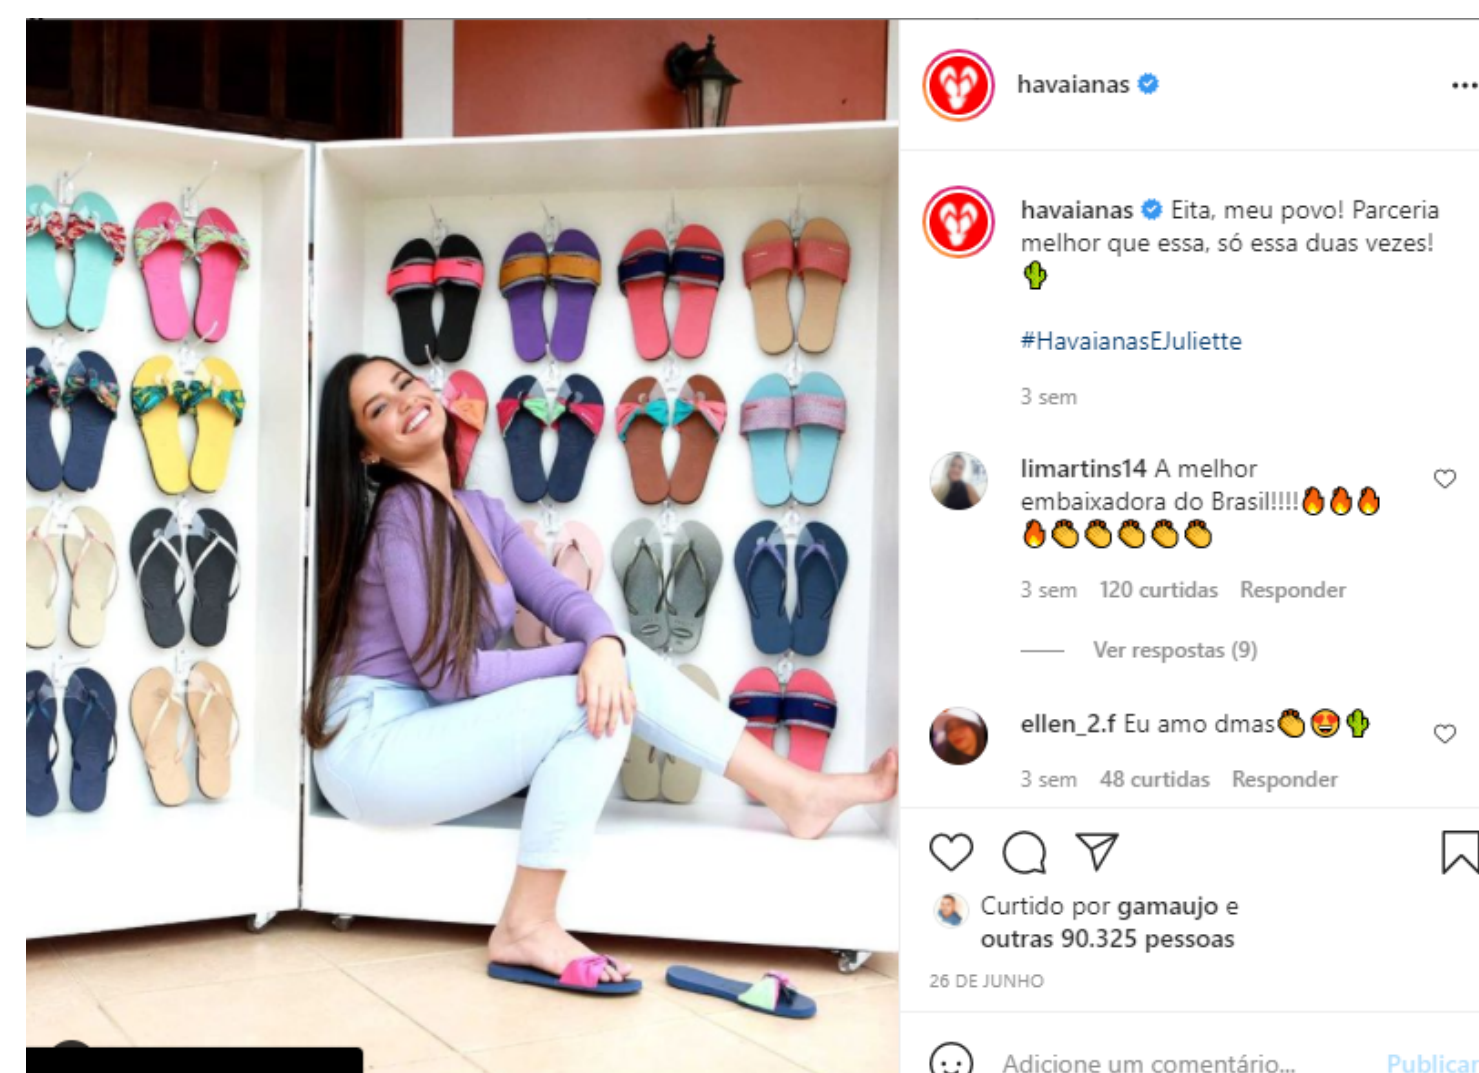 havaianas
havaianas Eita, meu povo! Parceria
melhor que essa, só essa duas vezes!
🌵
#HavaianasEJuliette
3 sem
limartins14 A melhor
embaixadora do Brasil!!!!🔥🔥🔥
🔥👏👏👏👏👏
3 sem 120 curtidas Responder
Ver respostas (9)
ellen_2.f Eu amo dmas👏😍🌵
3 sem 48 curtidas Responder
Curtido por gamaujo e
outras 90.325 pessoas
26 DE JUNHO
Adicione um comentário... Publicar